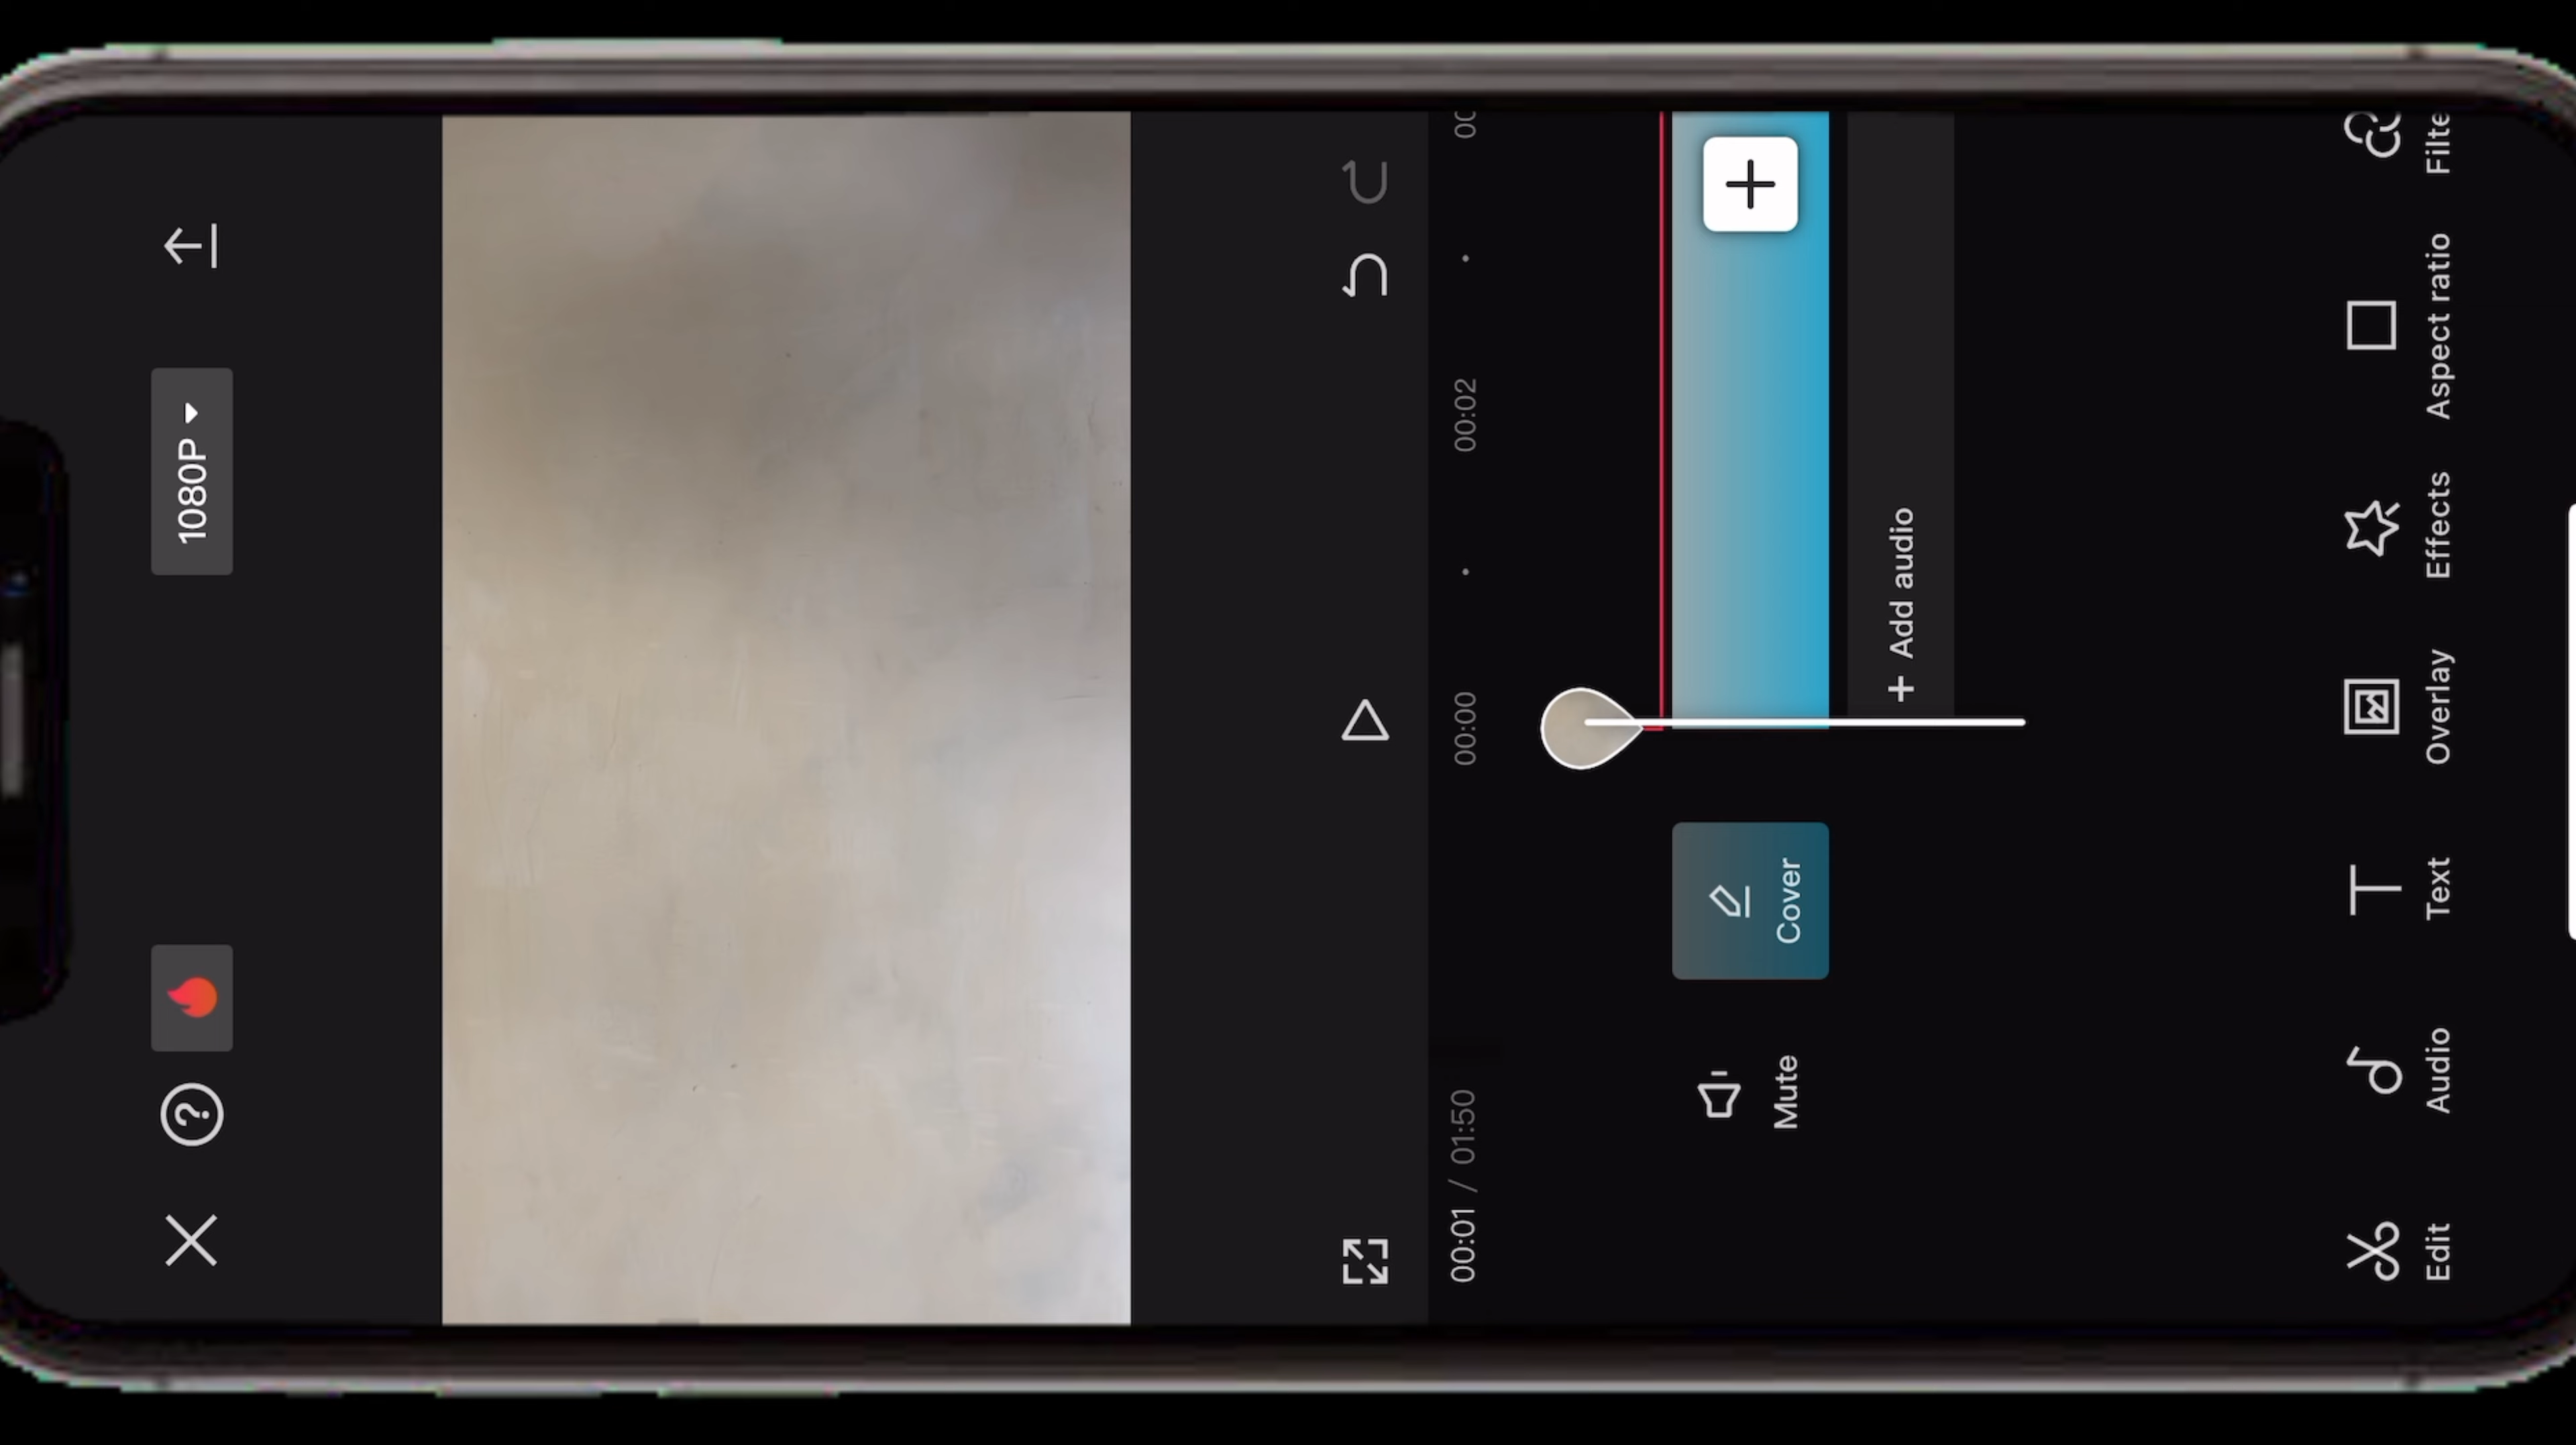 1080P
00:01 / 01:50
00:00
00:02
Mute
Cover
+ Add audio
Edit
Audio
Text
Overlay
Effects
Aspect ratio